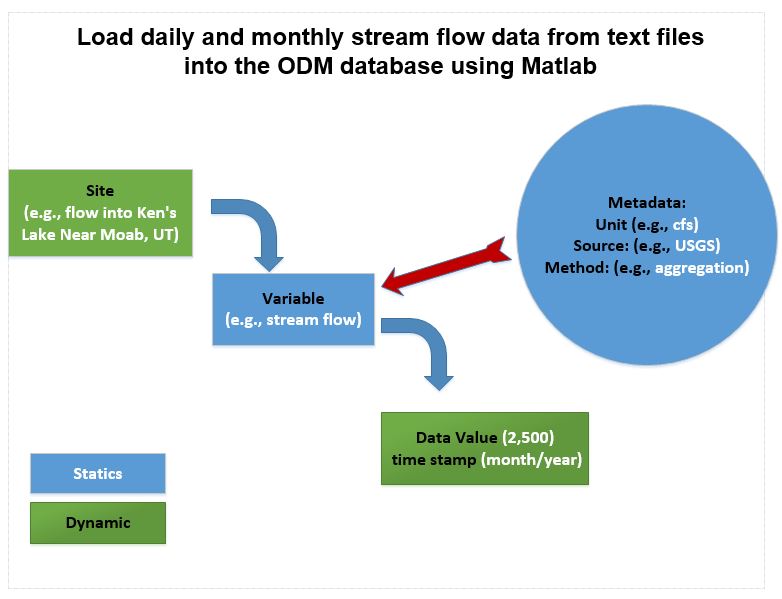 Load daily and monthly stream flow data from text files
into the ODM database using Matlab
Site
(e.g., flow into Ken's
Lake Near Moab, UT)
Metadata:
Unit (e.g., cfs)
Source: (e.g., USGS)
Method: (e.g., aggregation)
Variable
(e.g., stream flow)
Data Value (2,500)
time stamp (month/year)
Statics
Dynamic